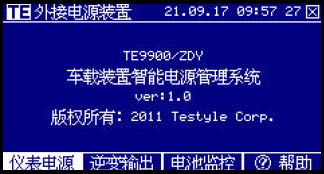 TE 外接电源装置 21.09.17 09:57 27
TE9900/ZDY
车载装置智能电源管理系统
ver:1.0
版权所有: 2011 Testyle Corp.
仪表电源 逆变输出 电池监控 ? 帮助